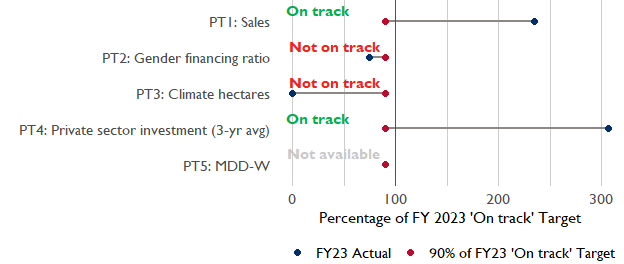 On track
PT1: Sales
Not on track
PT2: Gender financing ratio
Not on track
PT3: Climate hectares
On track
PT4: Private sector investment (3-yr avg)
Not available
PT5: MDD-W
0 100 200 300
Percentage of FY 2023 'On track' Target
FY23 Actual 90% of FY23 'On track' Target